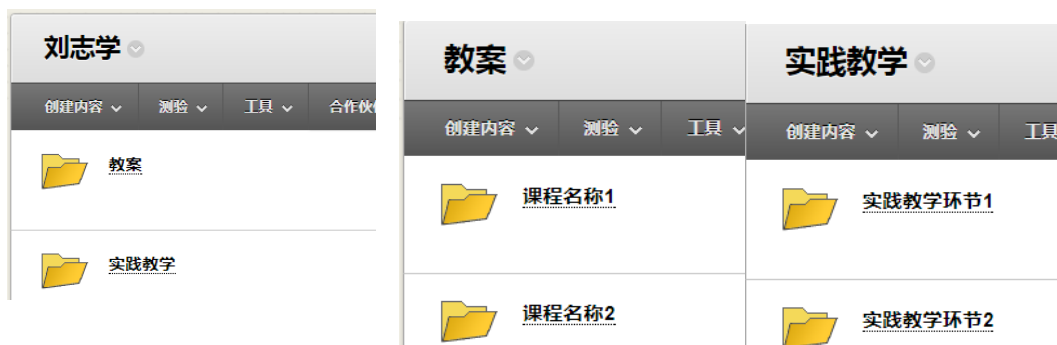 刘志学
创建内容 测验 工具 合作伙
教案
实践教学
教案
创建内容 测验 工具
课程名称1
课程名称2
实践教学
创建内容 测验 工具
实践教学环节1
实践教学环节2